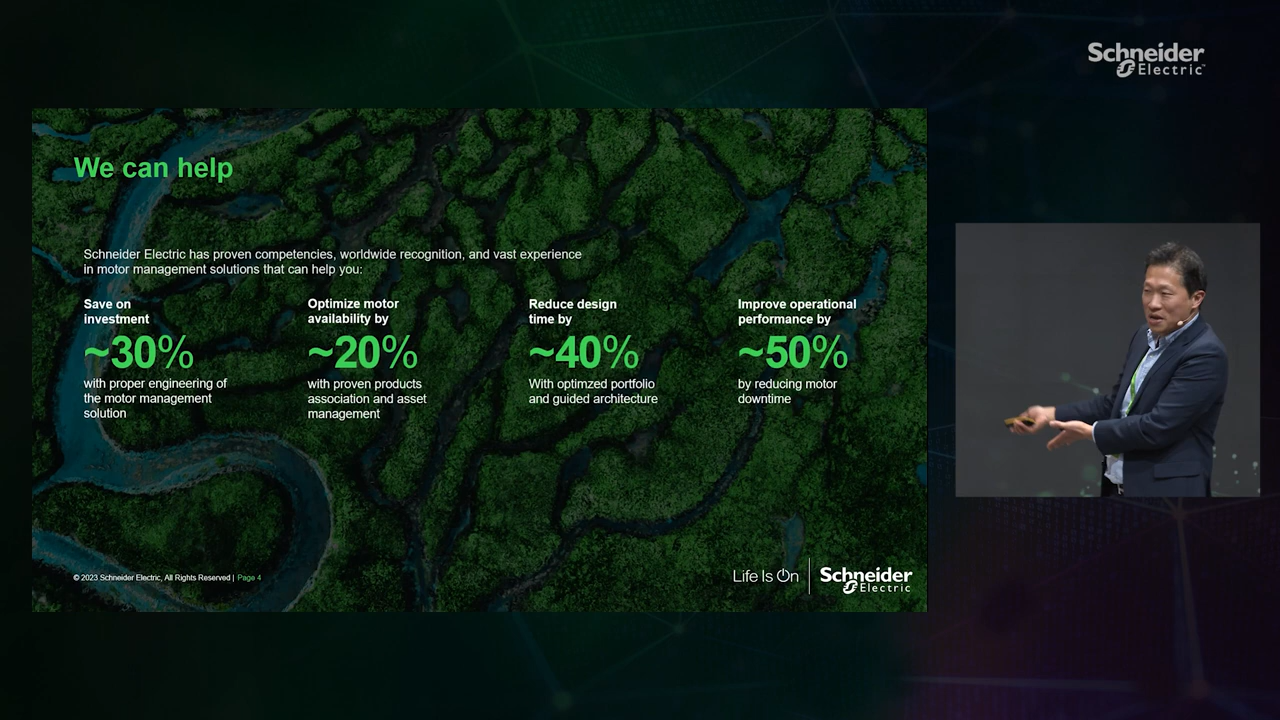 Schneider
Electric
We can help
Schneider Electric has proven competencies, worldwide recognition, and vast experience
in motor management solutions that can help you:
Save on
investment
~30%
with proper engineering of
the motor management
solution
Optimize motor
availability by
~20%
with proven products
association and asset
management
Reduce design
time by
~40%
With optimzed portfolio
and guided architecture
Improve operational
performance by
~50%
by reducing motor
downtime
© 2023 Schneider Electric, All Rights Reserved | Page 4
Life Is On
Schneider
Electric